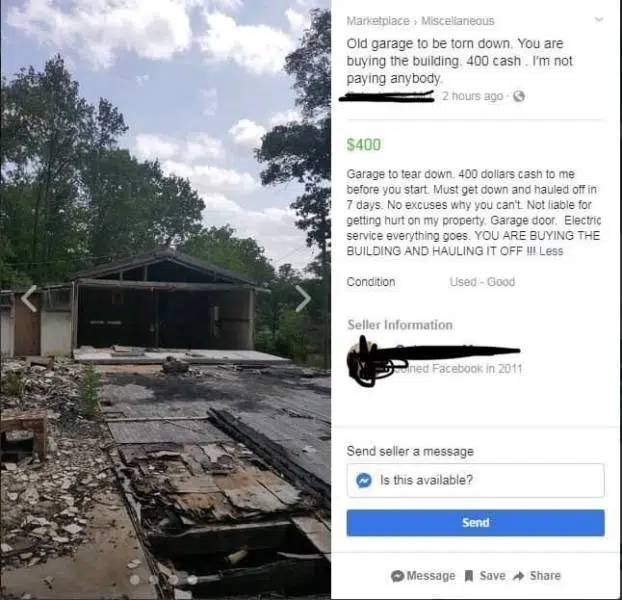 Marketplace › Miscellaneous
Old garage to be torn down. You are
buying the building. 400 cash . I'm not
paying anybody.
2 hours ago ·
$400
Garage to tear down. 400 dollars cash to me
before you start. Must get down and hauled off in
7 days. No excuses why you can't. Not liable for
getting hurt on my property. Garage door. Electric
service everything goes. YOU ARE BUYING THE
BUILDING AND HAULING IT OFF !!! Less
Condition Used - Good
Seller Information
Joined Facebook in 2011
Send seller a message
Is this available?
Send
Message Save Share